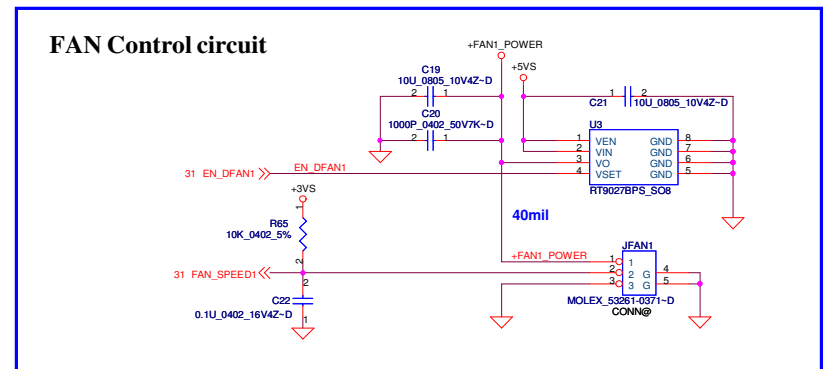 FAN Control circuit
+FAN1_POWER
+5VS
C19
10U_0805_10V4Z~D
2 1
C21
1 2
10U_0805_10V4Z~D
C20
1000P_0402_50V7K~D
2 1
U3
1 VEN GND 8
2 VIN GND 7
3 VO GND 6
4 VSET GND 5
RT9027BPS_SO8
31 EN_DFAN1
EN_DFAN1
+3VS
1
R65
10K_0402_5%
2
40mil
JFAN1
+FAN1_POWER
1 1
2 2 G 4
3 3 G 5
MOLEX_53261-0371~D
CONN@
31 FAN_SPEED1
2
C22
0.1U_0402_16V4Z~D
1